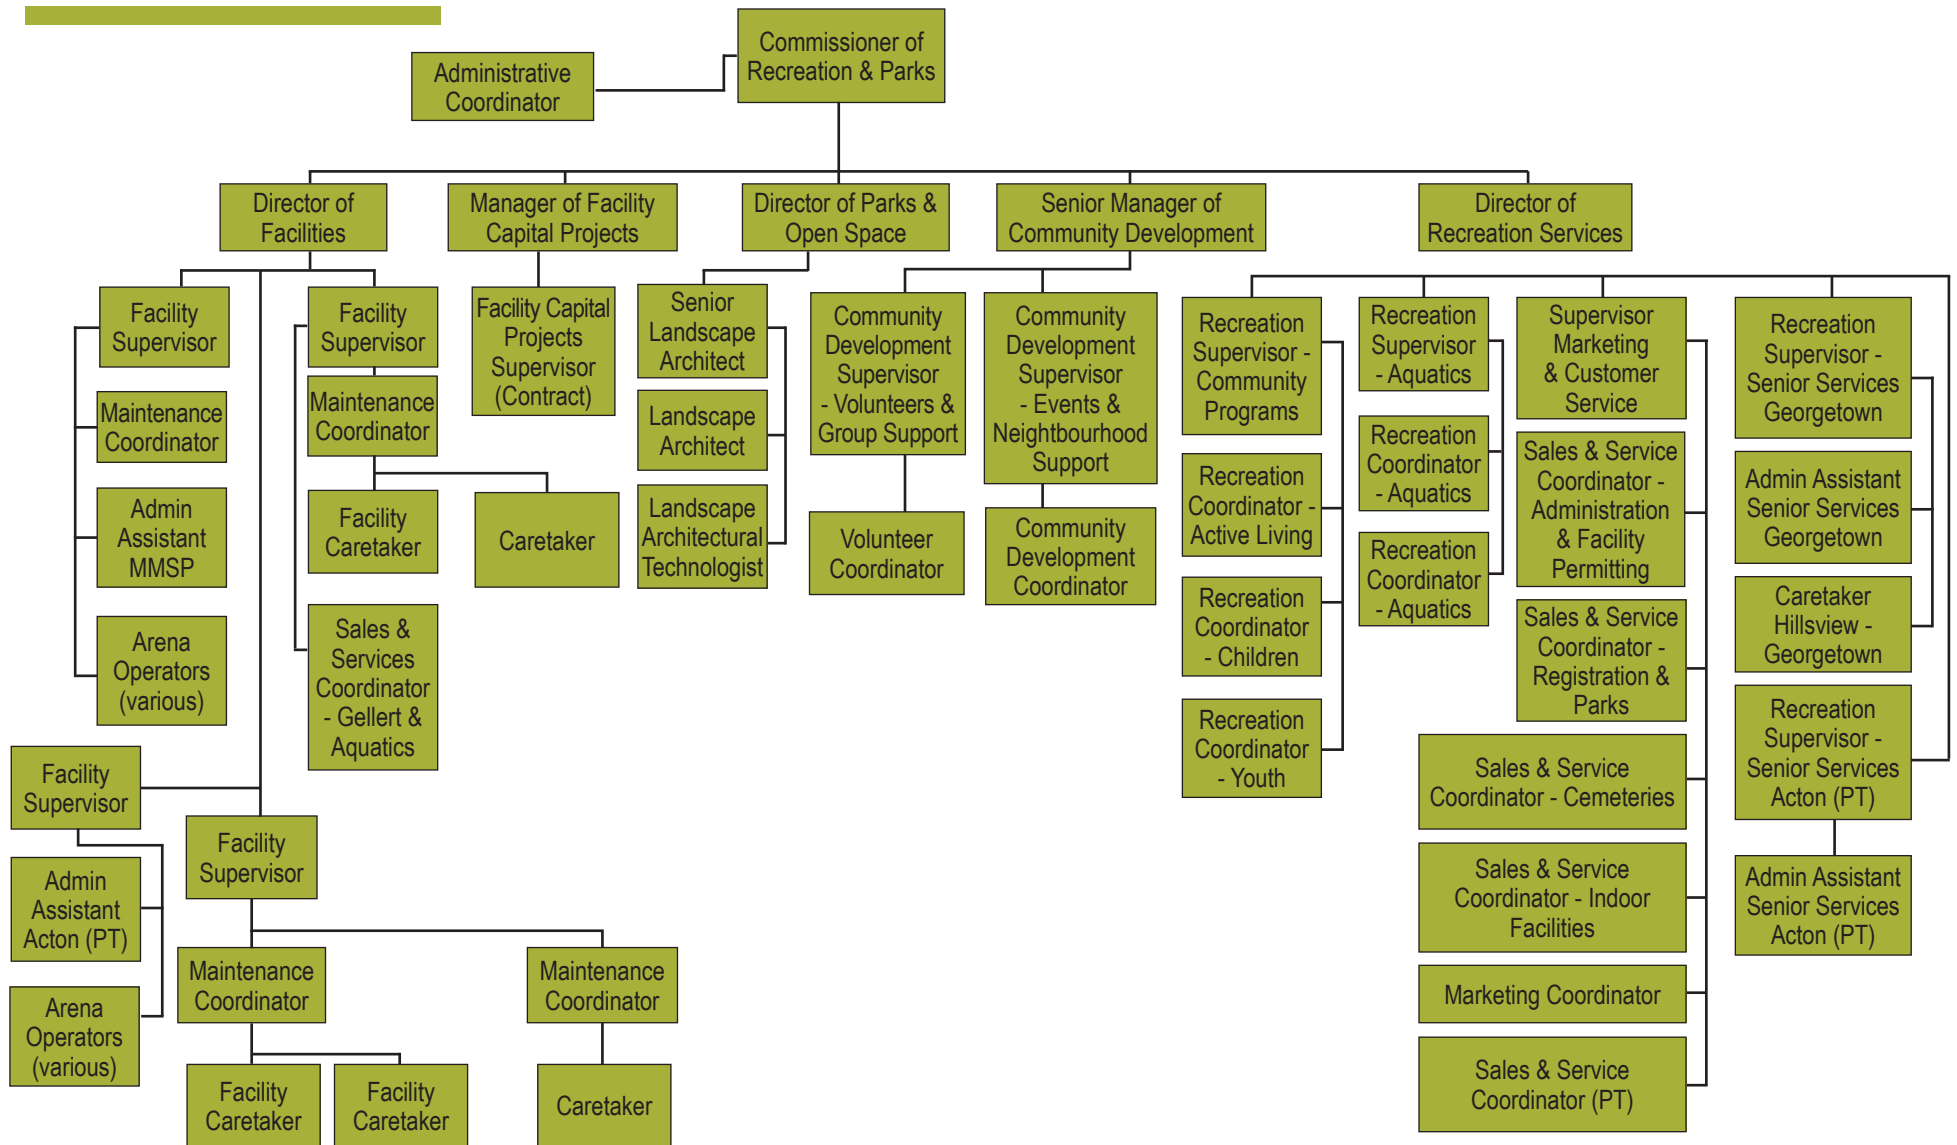 Commissioner of
Recreation & Parks
Administrative
Coordinator
Director of
Facilities
Manager of Facility
Capital Projects
Director of Parks &
Open Space
Senior Manager of
Community Development
Director of
Recreation Services
Facility
Supervisor
Maintenance
Coordinator
Admin
Assistant
MMSP
Arena
Operators
(various)
Facility
Supervisor
Maintenance
Coordinator
Facility
Caretaker
Caretaker
Sales &
Services
Coordinator
- Gellert &
Aquatics
Facility
Supervisor
Admin
Assistant
Acton (PT)
Arena
Operators
(various)
Facility
Supervisor
Maintenance
Coordinator
Facility
Caretaker
Facility
Caretaker
Maintenance
Coordinator
Caretaker
Facility Capital
Projects
Supervisor
(Contract)
Senior
Landscape
Architect
Landscape
Architect
Landscape
Architectural
Technologist
Community
Development
Supervisor
- Volunteers &
Group Support
Volunteer
Coordinator
Community
Development
Supervisor
- Events &
Neighbourhood
Support
Community
Development
Coordinator
Recreation
Supervisor -
Community
Programs
Recreation
Coordinator -
Active Living
Recreation
Coordinator
- Children
Recreation
Coordinator
- Youth
Recreation
Supervisor
- Aquatics
Recreation
Coordinator
- Aquatics
Recreation
Coordinator
- Aquatics
Supervisor
Marketing
& Customer
Service
Sales & Service
Coordinator -
Administration
& Facility
Permitting
Sales & Service
Coordinator -
Registration &
Parks
Sales & Service
Coordinator - Cemeteries
Sales & Service
Coordinator - Indoor
Facilities
Marketing Coordinator
Sales & Service
Coordinator (PT)
Recreation
Supervisor -
Senior Services
Georgetown
Admin Assistant
Senior Services
Georgetown
Caretaker
Hillsview -
Georgetown
Recreation
Supervisor -
Senior Services
Acton (PT)
Admin Assistant
Senior Services
Acton (PT)